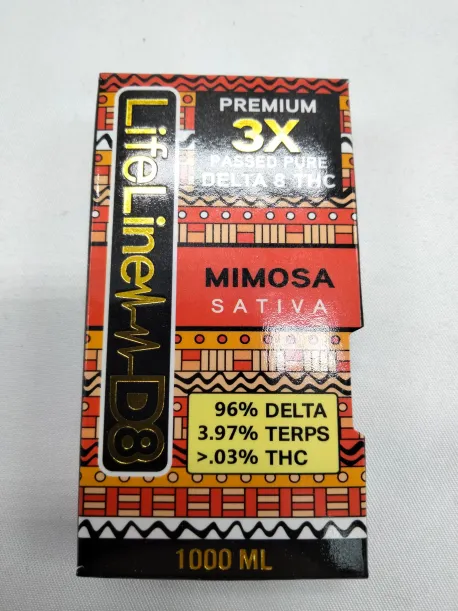 LifeLine D8
PREMIUM
3X
PASSED PURE
DELTA 8 THC
MIMOSA
SATIVA
96% DELTA
3.97% TERPS
>.03% THC
1000 ML